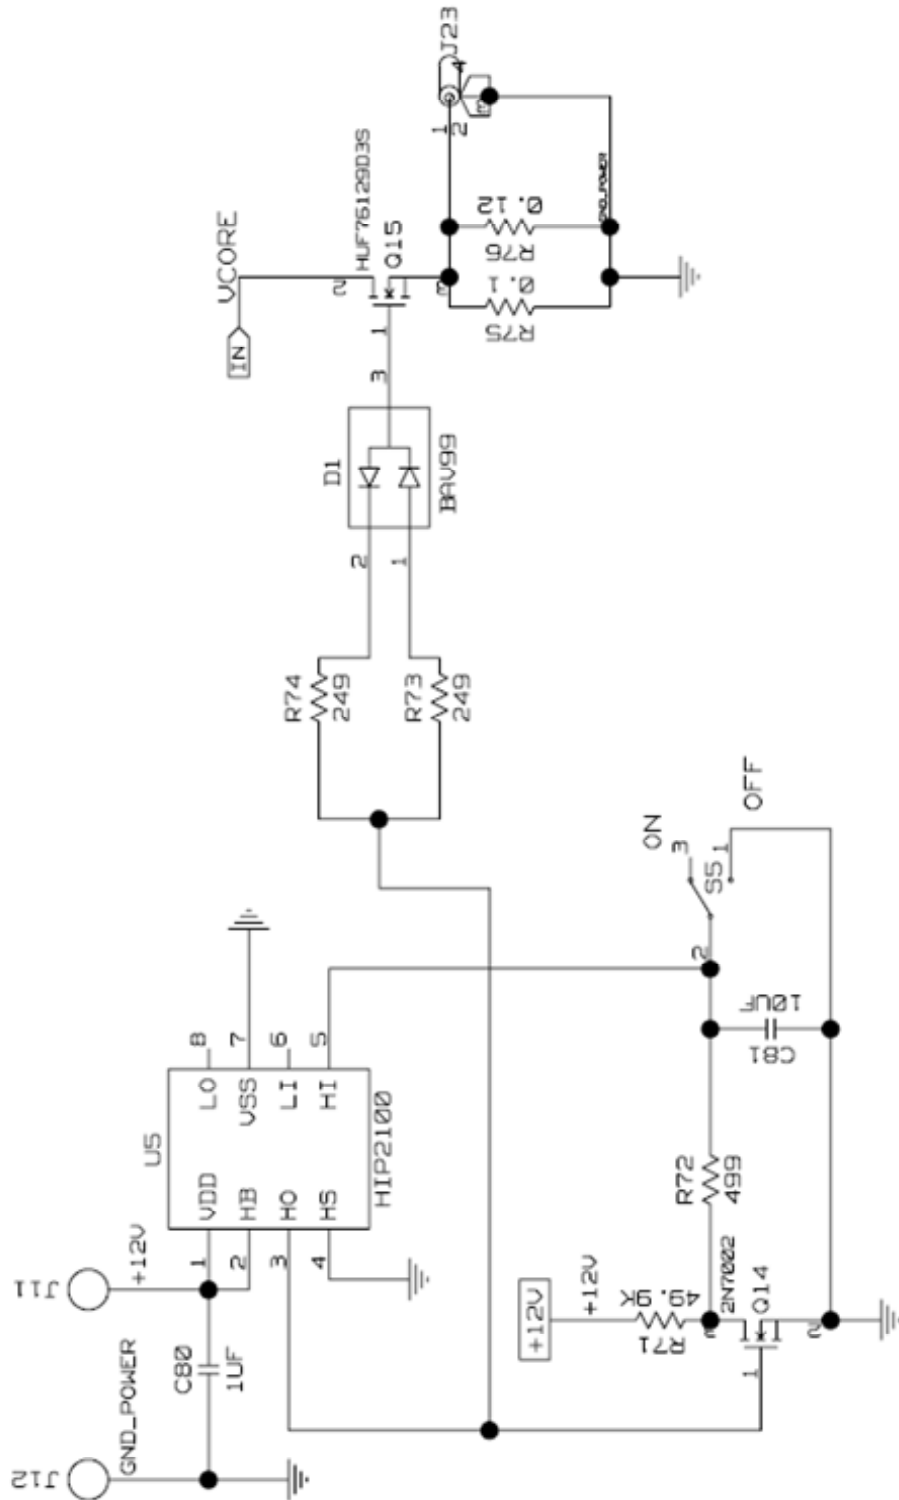 J23
4
3
1
2
VCORE
IN
HUF76129D3S
Q15
2
1
3
GND_POWER
0.12
R76
0.1
R75
3
D1
BAV99
2
1
R74
249
R73
249
ON
3
S5
1
OFF
2
10UF
C81
R72
499
U5
HIP2100
8
7
6
5
LO
VSS
LI
HI
VDD
HB
HO
HS
1
2
3
4
J11
+12V
C80
1UF
GND_POWER
J12
+12V
+12V
49.9K
R71
2N7002
Q14
1
2